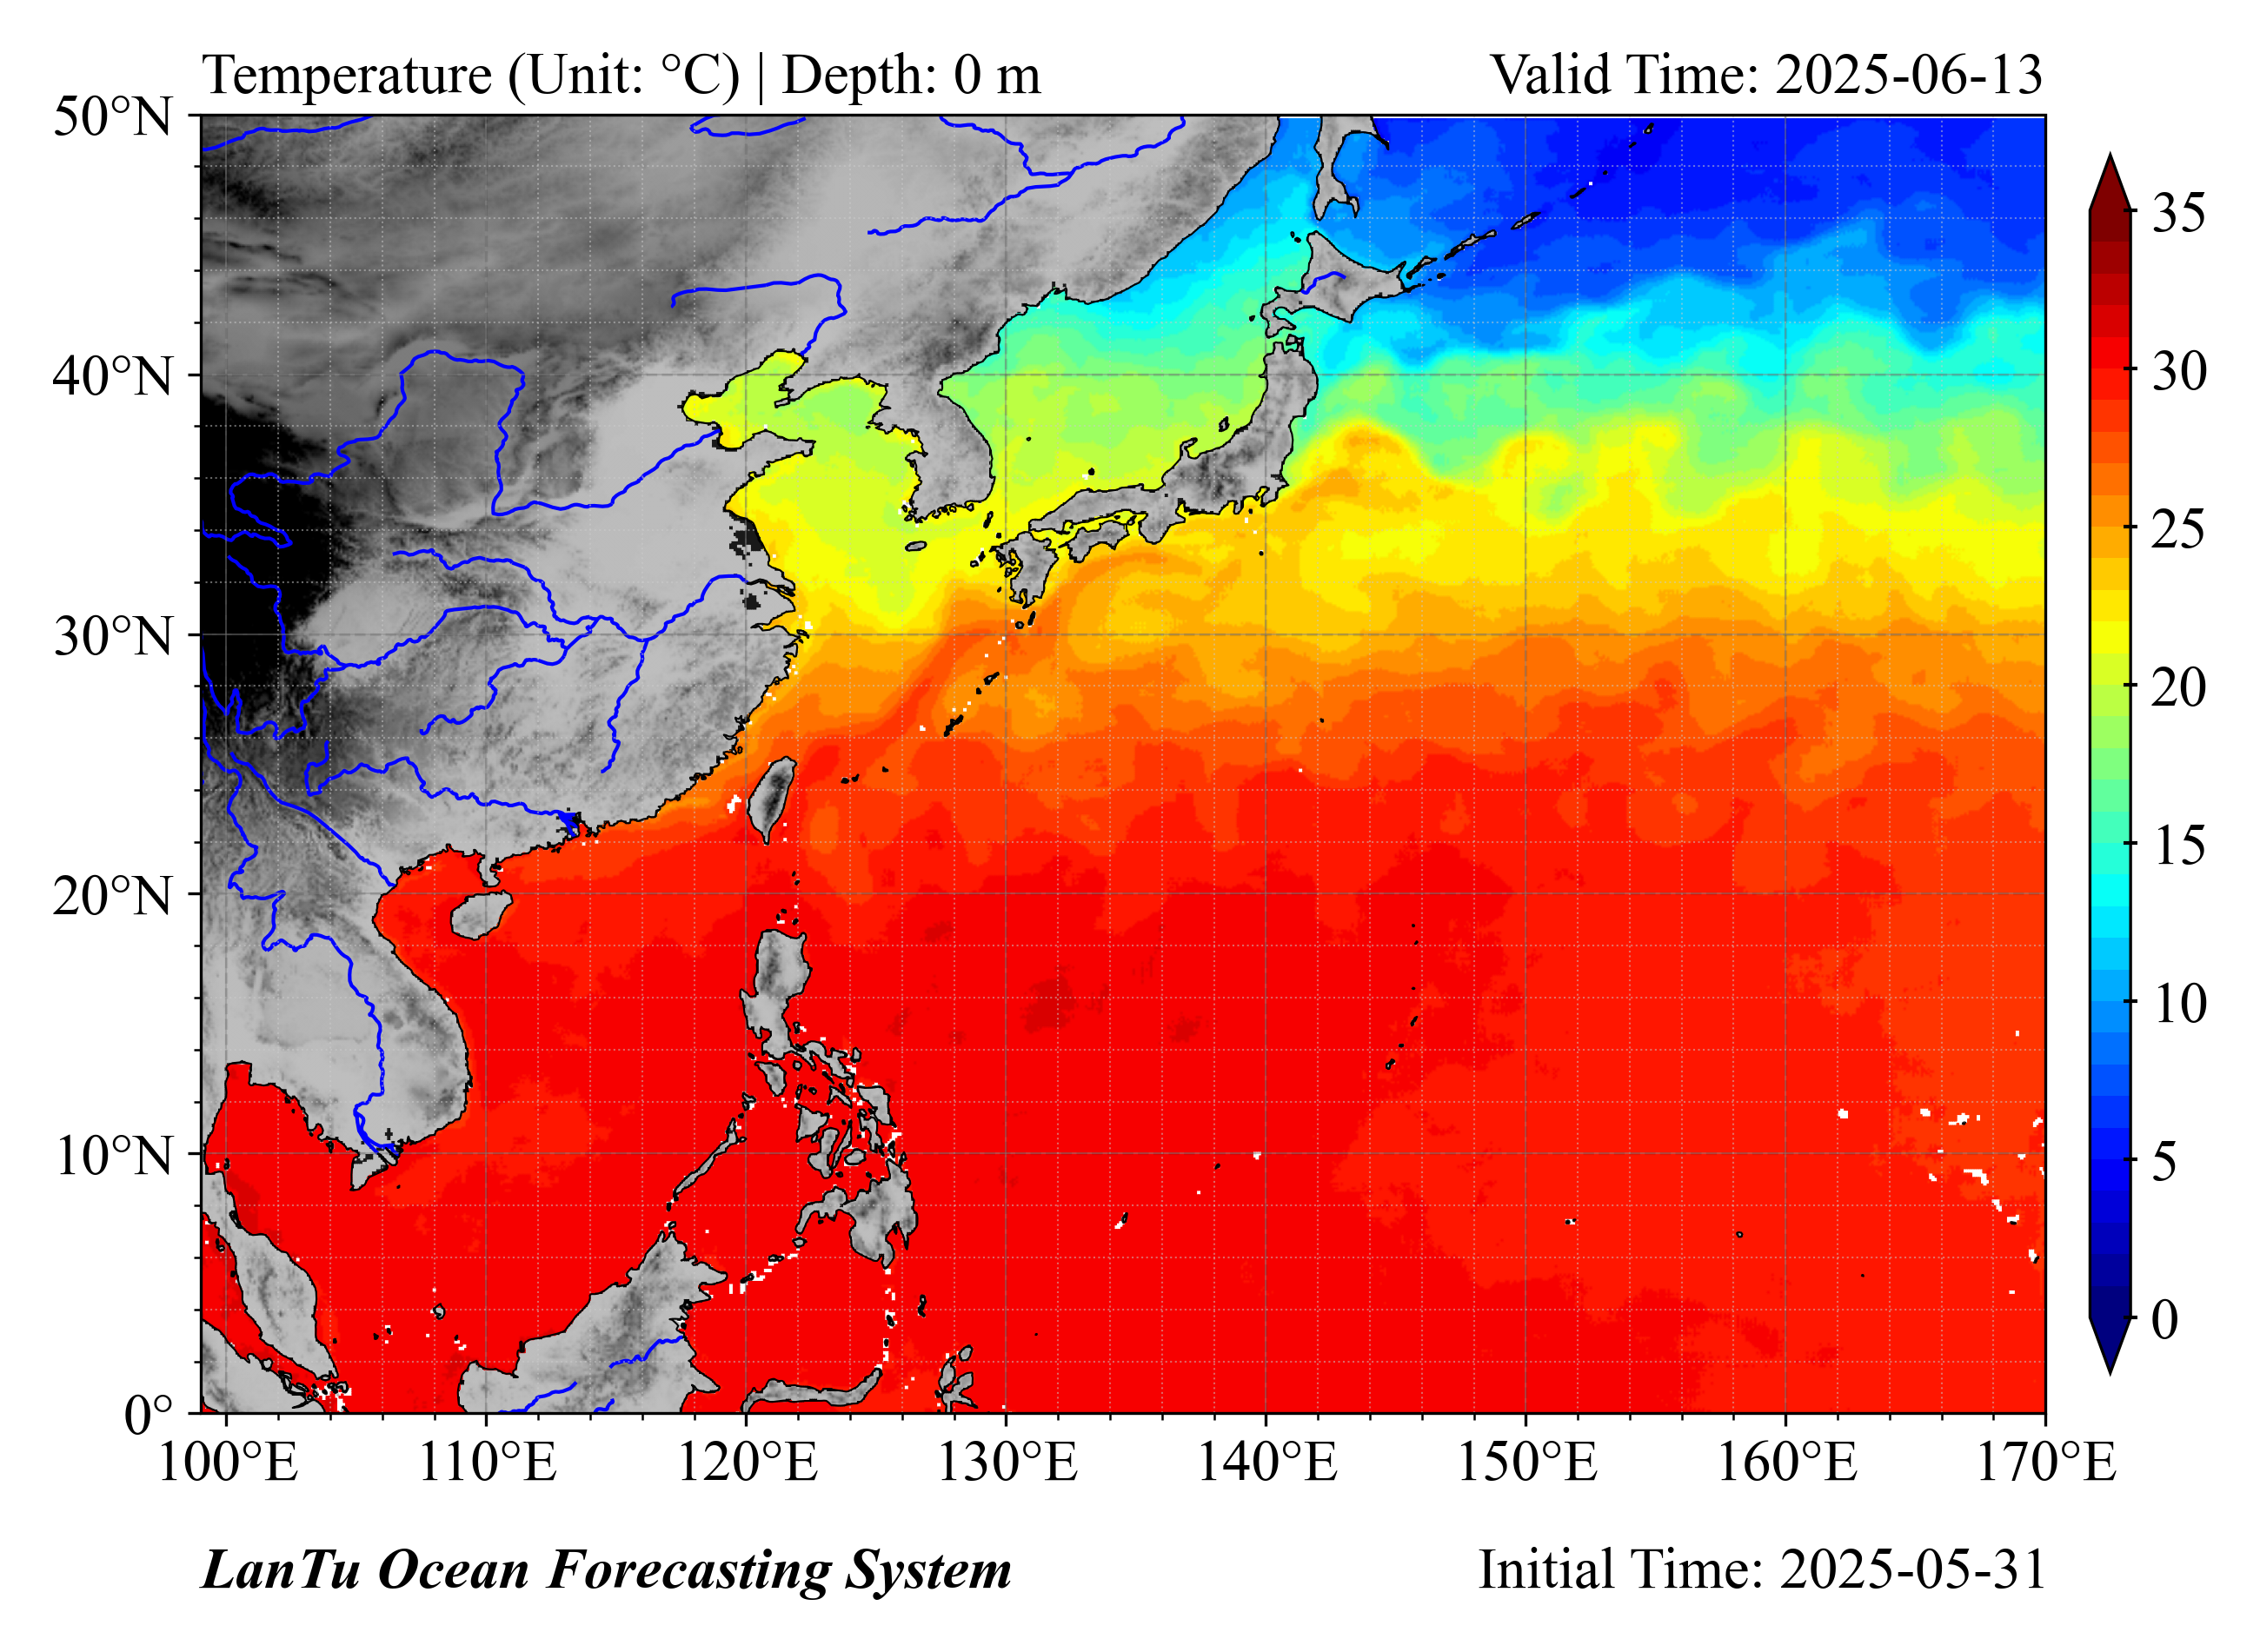 Temperature (Unit: °C) | Depth: 0 m
Valid Time: 2025-06-13
50°N
40°N
30°N
20°N
10°N
0°
100°E
110°E
120°E
130°E
140°E
150°E
160°E
170°E
35
30
25
20
15
10
5
0
LanTu Ocean Forecasting System
Initial Time: 2025-05-31